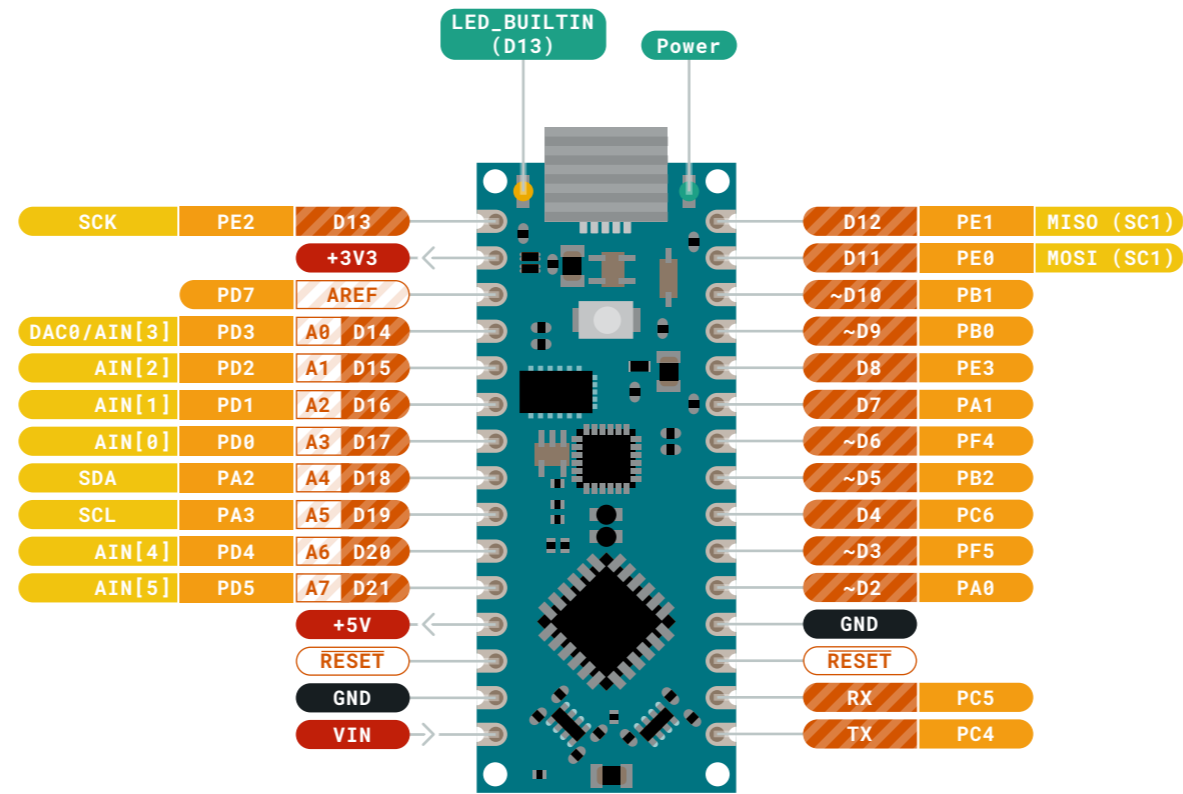 LED_BUILTIN
(D13)
Power
SCK PE2 D13
+3V3
PD7 AREF
DAC0/AIN[3] PD3 A0 D14
AIN[2] PD2 A1 D15
AIN[1] PD1 A2 D16
AIN[0] PD0 A3 D17
SDA PA2 A4 D18
SCL PA3 A5 D19
AIN[4] PD4 A6 D20
AIN[5] PD5 A7 D21
+5V
RESET
GND
VIN
D12 PE1 MISO (SC1)
D11 PE0 MOSI (SC1)
~D10 PB1
~D9 PB0
D8 PE3
D7 PA1
~D6 PF4
~D5 PB2
D4 PC6
~D3 PF5
~D2 PA0
GND
RESET
RX PC5
TX PC4